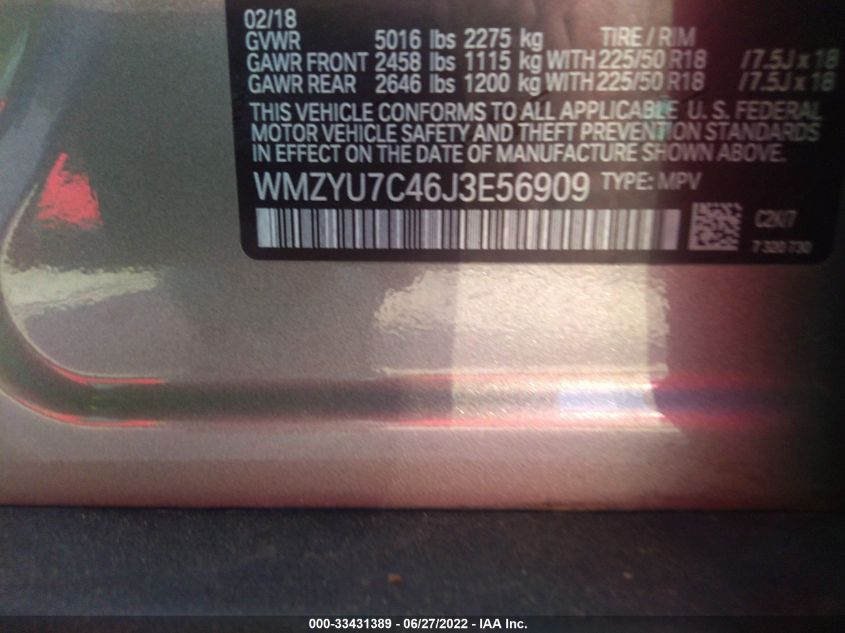 02/18
GVWR 5016 lbs 2275 kg TIRE / RIM
GAWR FRONT 2458 lbs 1115 kg WITH 225/50 R18 / 7.5J x 18
GAWR REAR 2646 lbs 1200 kg WITH 225/50 R18 / 7.5J x 18
THIS VEHICLE CONFORMS TO ALL APPLICABLE U. S. FEDERAL
MOTOR VEHICLE SAFETY AND THEFT PREVENTION STANDARDS
IN EFFECT ON THE DATE OF MANUFACTURE SHOWN ABOVE.
WMZYU7C46J3E56909 TYPE: MPV
7 320 730
000-33431389 - 06/27/2022 - IAA Inc.